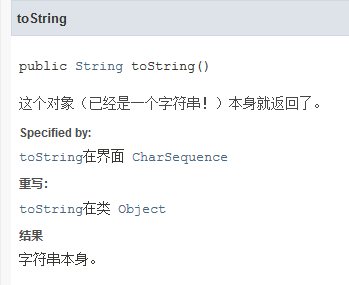 toString
public String toString()
这个对象（已经是一个字符串！）本身就返回了。
Specified by:
toString在界面 CharSequence
重写：
toString在类 Object
结果
字符串本身。